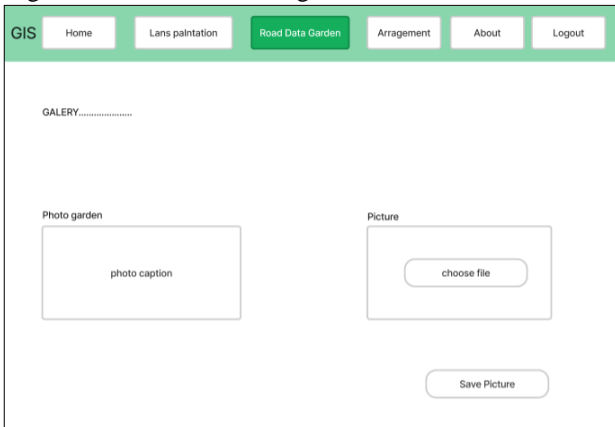 GIS Home Lans palntation Road Data Garden Arragement About Logout
GALERY.....................
Photo garden Picture
photo caption choose file
Save Picture